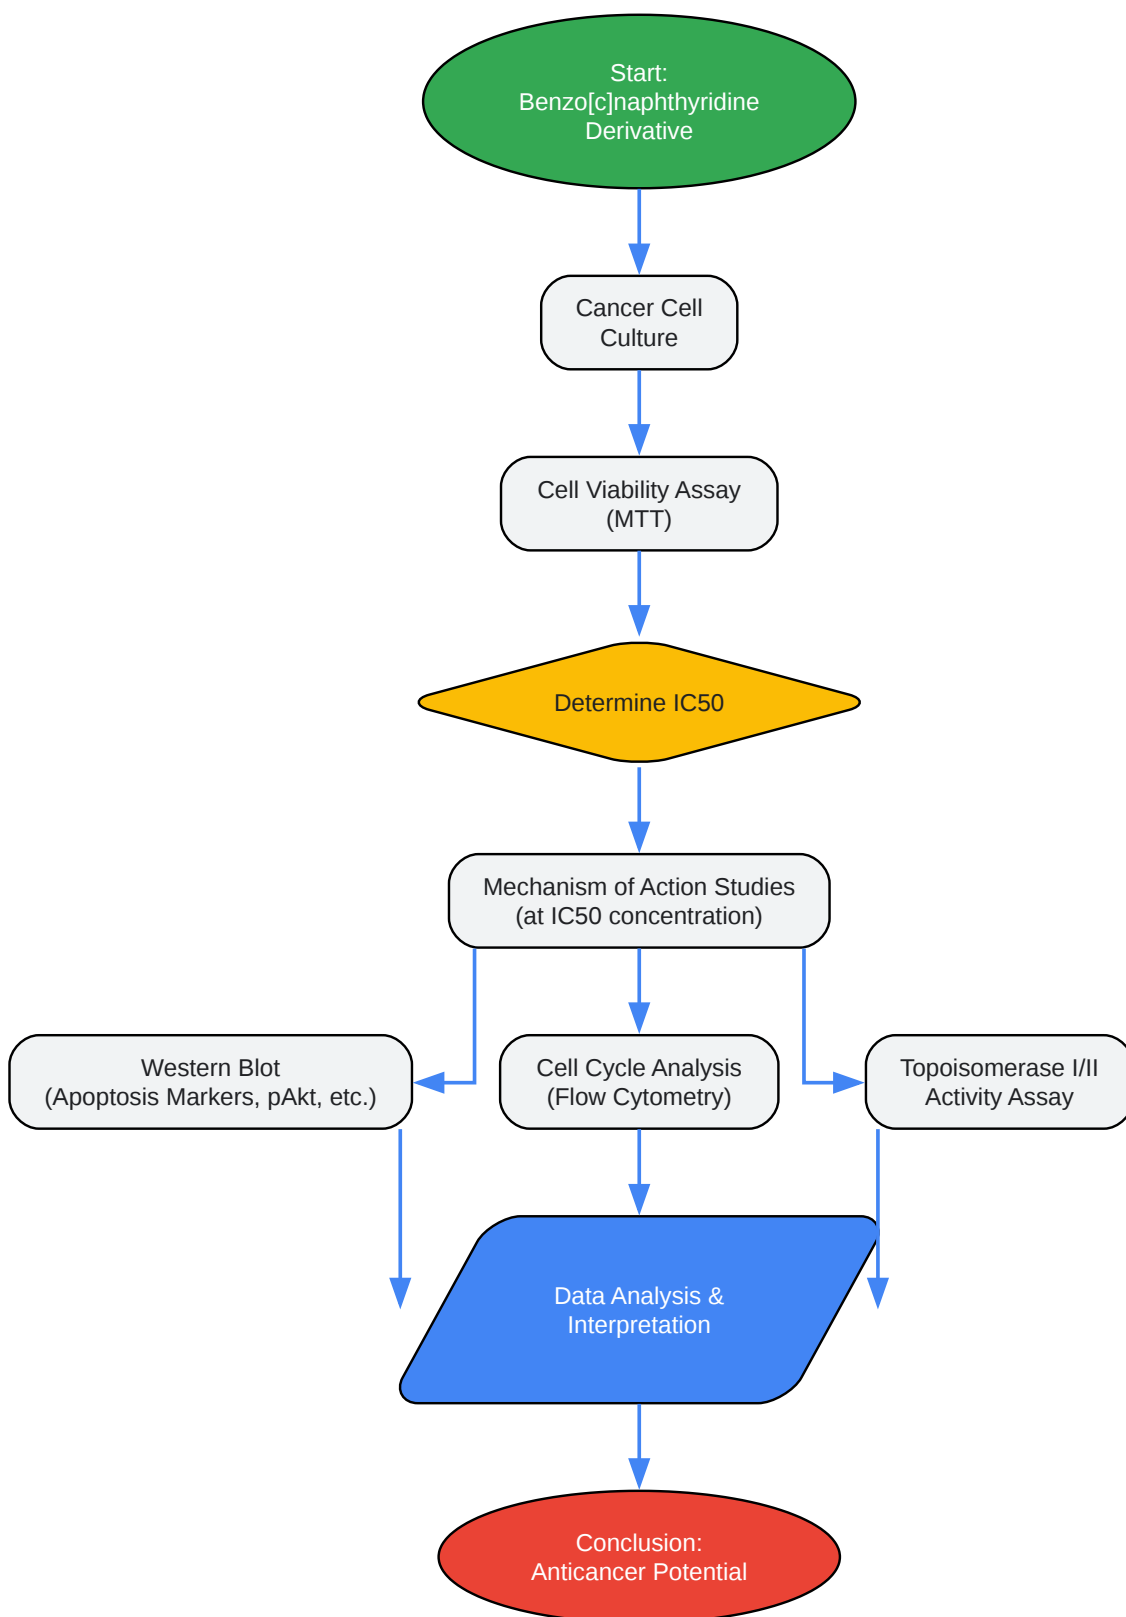 Start:
Benzo[c]naphthyridine
Derivative
Cancer Cell
Culture
Cell Viability Assay
(MTT)
Determine IC50
Mechanism of Action Studies
(at IC50 concentration)
Western Blot
(Apoptosis Markers, pAkt, etc.)
Cell Cycle Analysis
(Flow Cytometry)
Topoisomerase I/II
Activity Assay
Data Analysis &
Interpretation
Conclusion:
Anticancer Potential